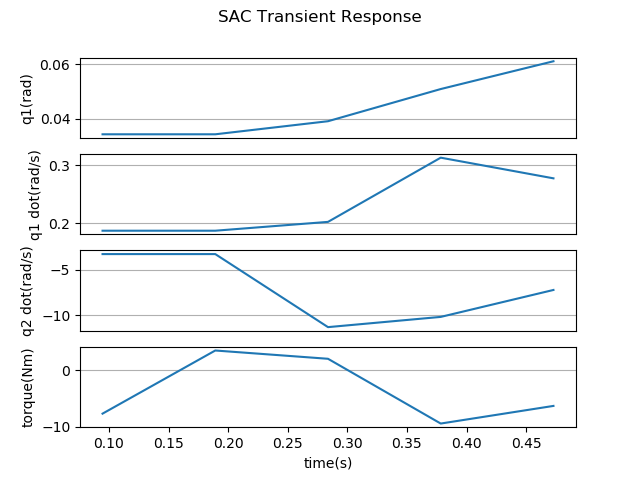 SAC Transient Response
q1(rad)
0.06
0.04
q1 dot(rad/s)
0.3
0.2
q2 dot(rad/s)
−5
−10
torque(Nm)
0
−10
0.10 0.15 0.20 0.25 0.30 0.35 0.40 0.45
time(s)